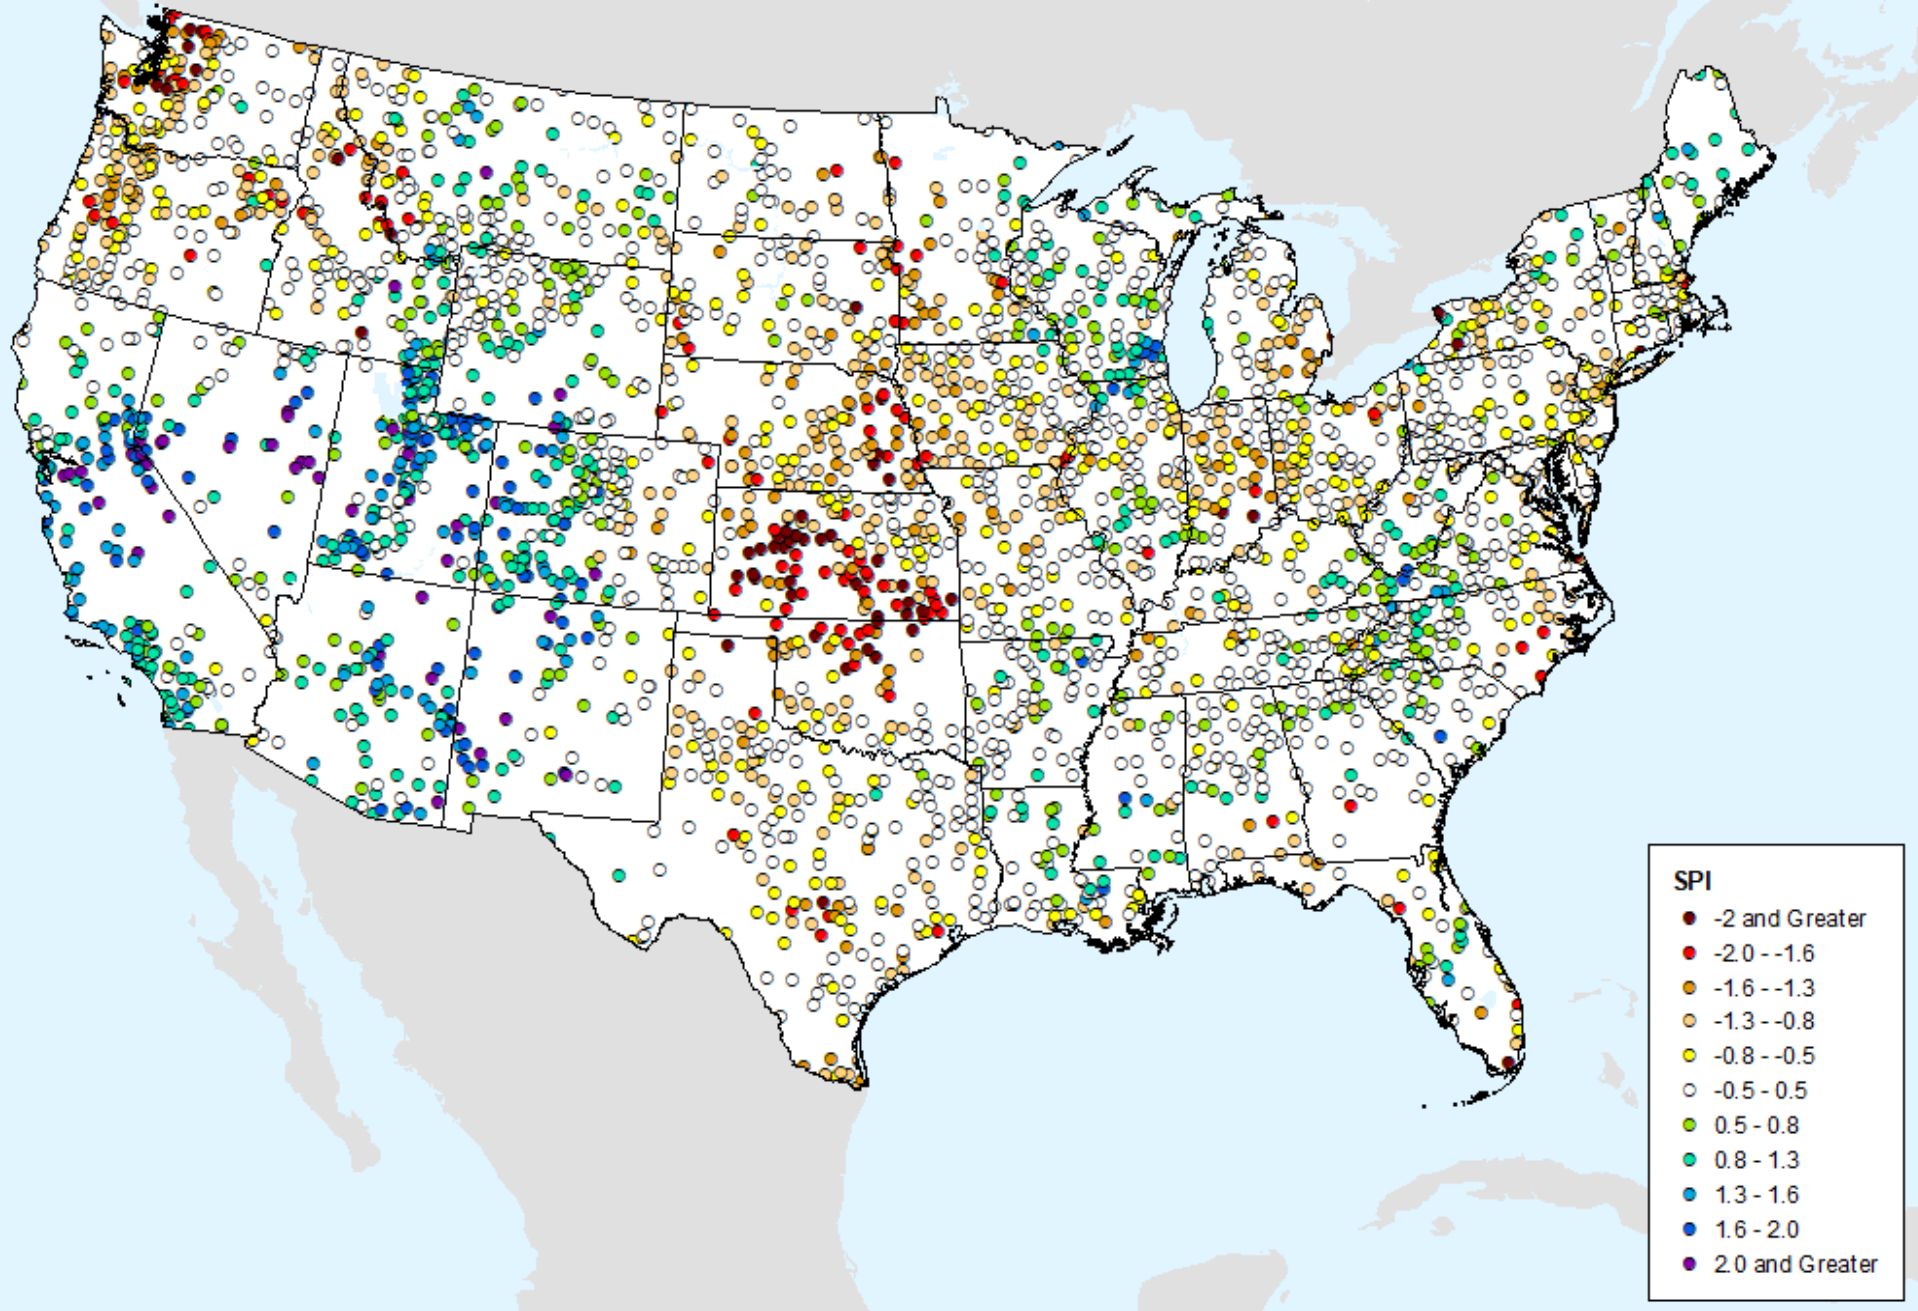 SPI
-2 and Greater
-2.0 - -1.6
-1.6 - -1.3
-1.3 - -0.8
-0.8 - -0.5
-0.5 - 0.5
0.5 - 0.8
0.8 - 1.3
1.3 - 1.6
1.6 - 2.0
2.0 and Greater